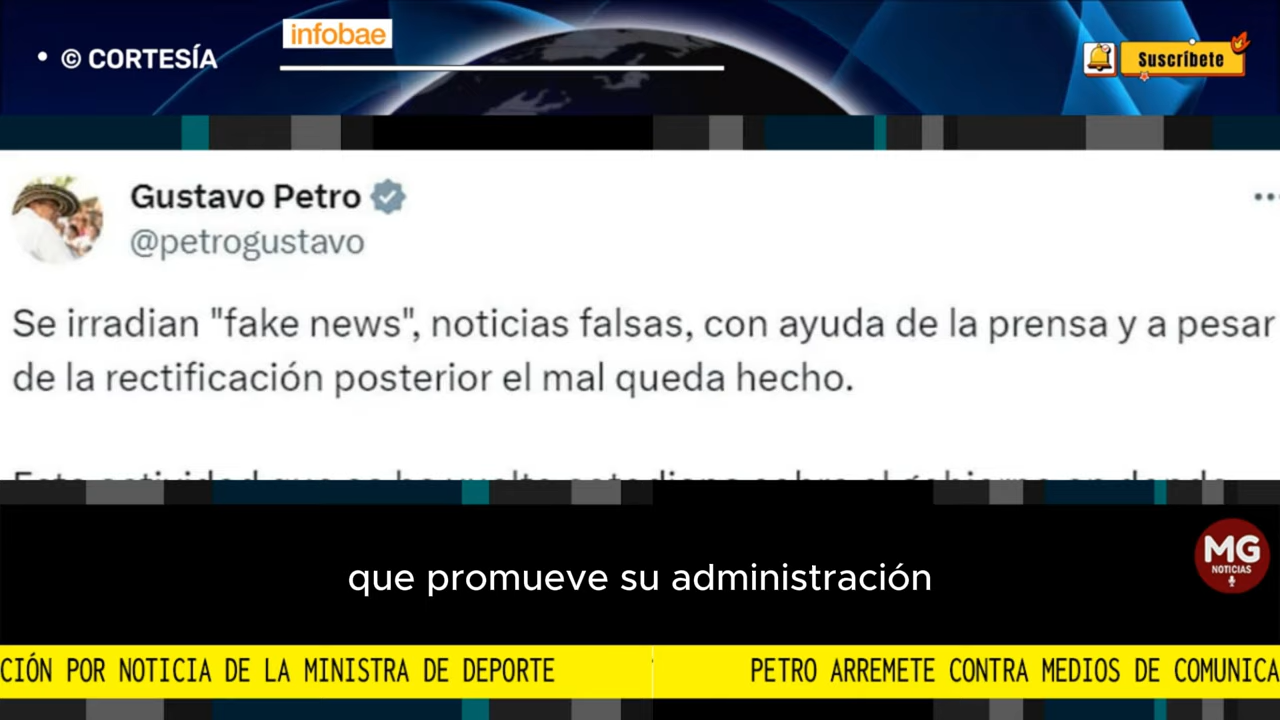 infobae
• © CORTESÍA
Suscríbete
Gustavo Petro
@petrogustavo
Se irradian "fake news", noticias falsas, con ayuda de la prensa y a pesar
de la rectificación posterior el mal queda hecho.
que promueve su administración
MG
NOTICIAS
CIÓN POR NOTICIA DE LA MINISTRA DE DEPORTE
PETRO ARREMETE CONTRA MEDIOS DE COMUNICA